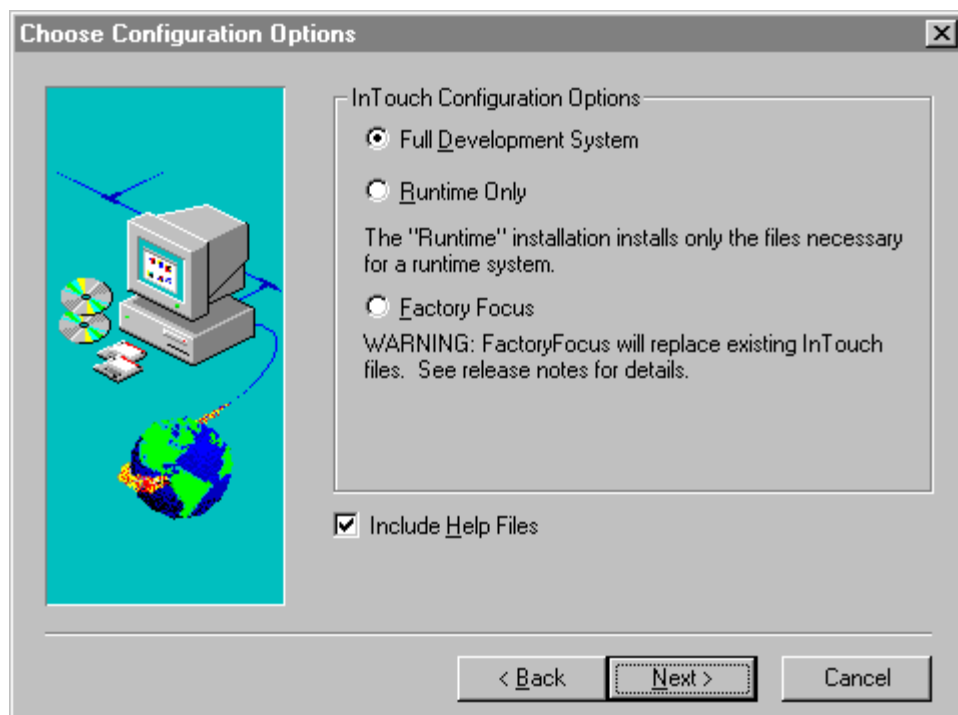 Choose Configuration Options
InTouch Configuration Options
Full Development System
Runtime Only
The "Runtime" installation installs only the files necessary
for a runtime system.
Factory Focus
WARNING: FactoryFocus will replace existing InTouch
files. See release notes for details.
Include Help Files
< Back
Next >
Cancel